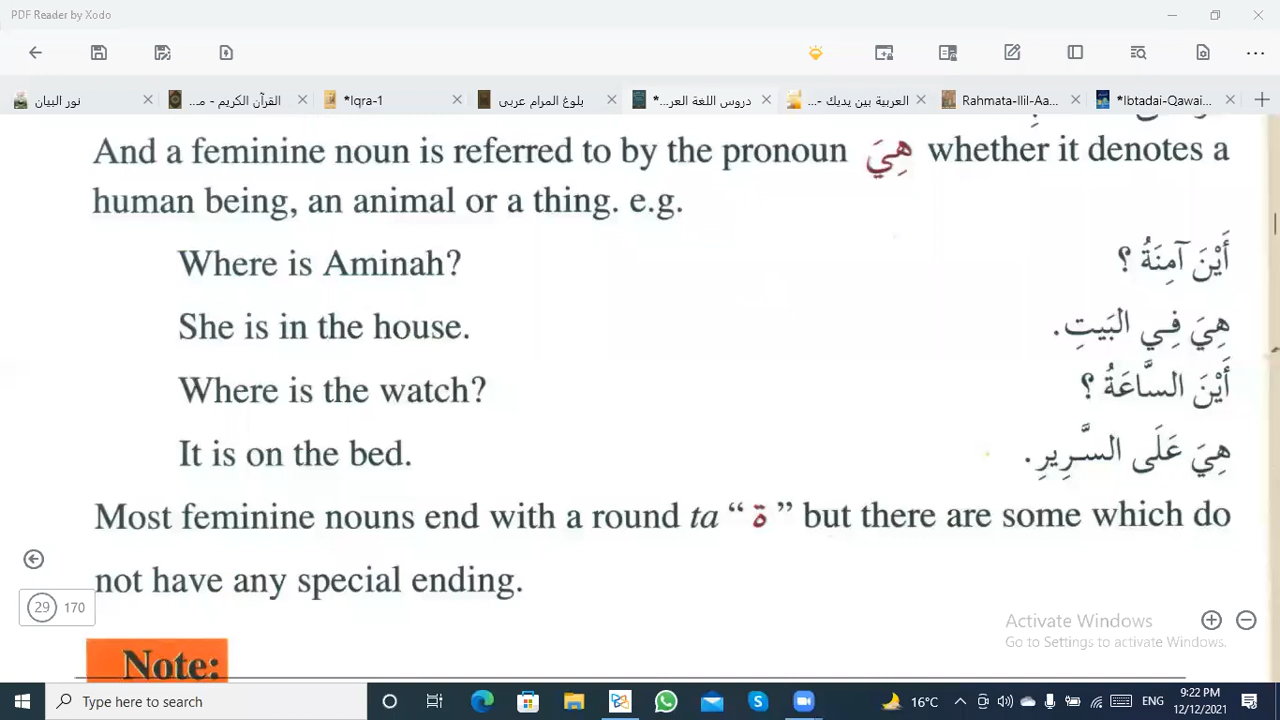 PDF Reader by Xodo
نور البيان
القرآن الكريم - مـ...
*Iqra-1
بلوغ المرام عربی
دروس اللغة العر...*
العربية بين يديك -...
Rahmata-Ilil-Aa...
*Ibtadai-Qawai...
And a feminine noun is referred to by the pronoun هِيَ whether it denotes a
human being, an animal or a thing. e.g.
Where is Aminah? أَيْنَ آمِنَةُ ؟
She is in the house. هِيَ فِي البَيتِ .
Where is the watch? أَيْنَ السَّاعَةُ ؟
It is on the bed. هِيَ عَلَى السَّرِيرِ .
Most feminine nouns end with a round ta “ ة ” but there are some which do
not have any special ending.
29 170
Activate Windows
Go to Settings to activate Windows.
Note:
Type here to search
16°C
ENG
9:22 PM
12/12/2021